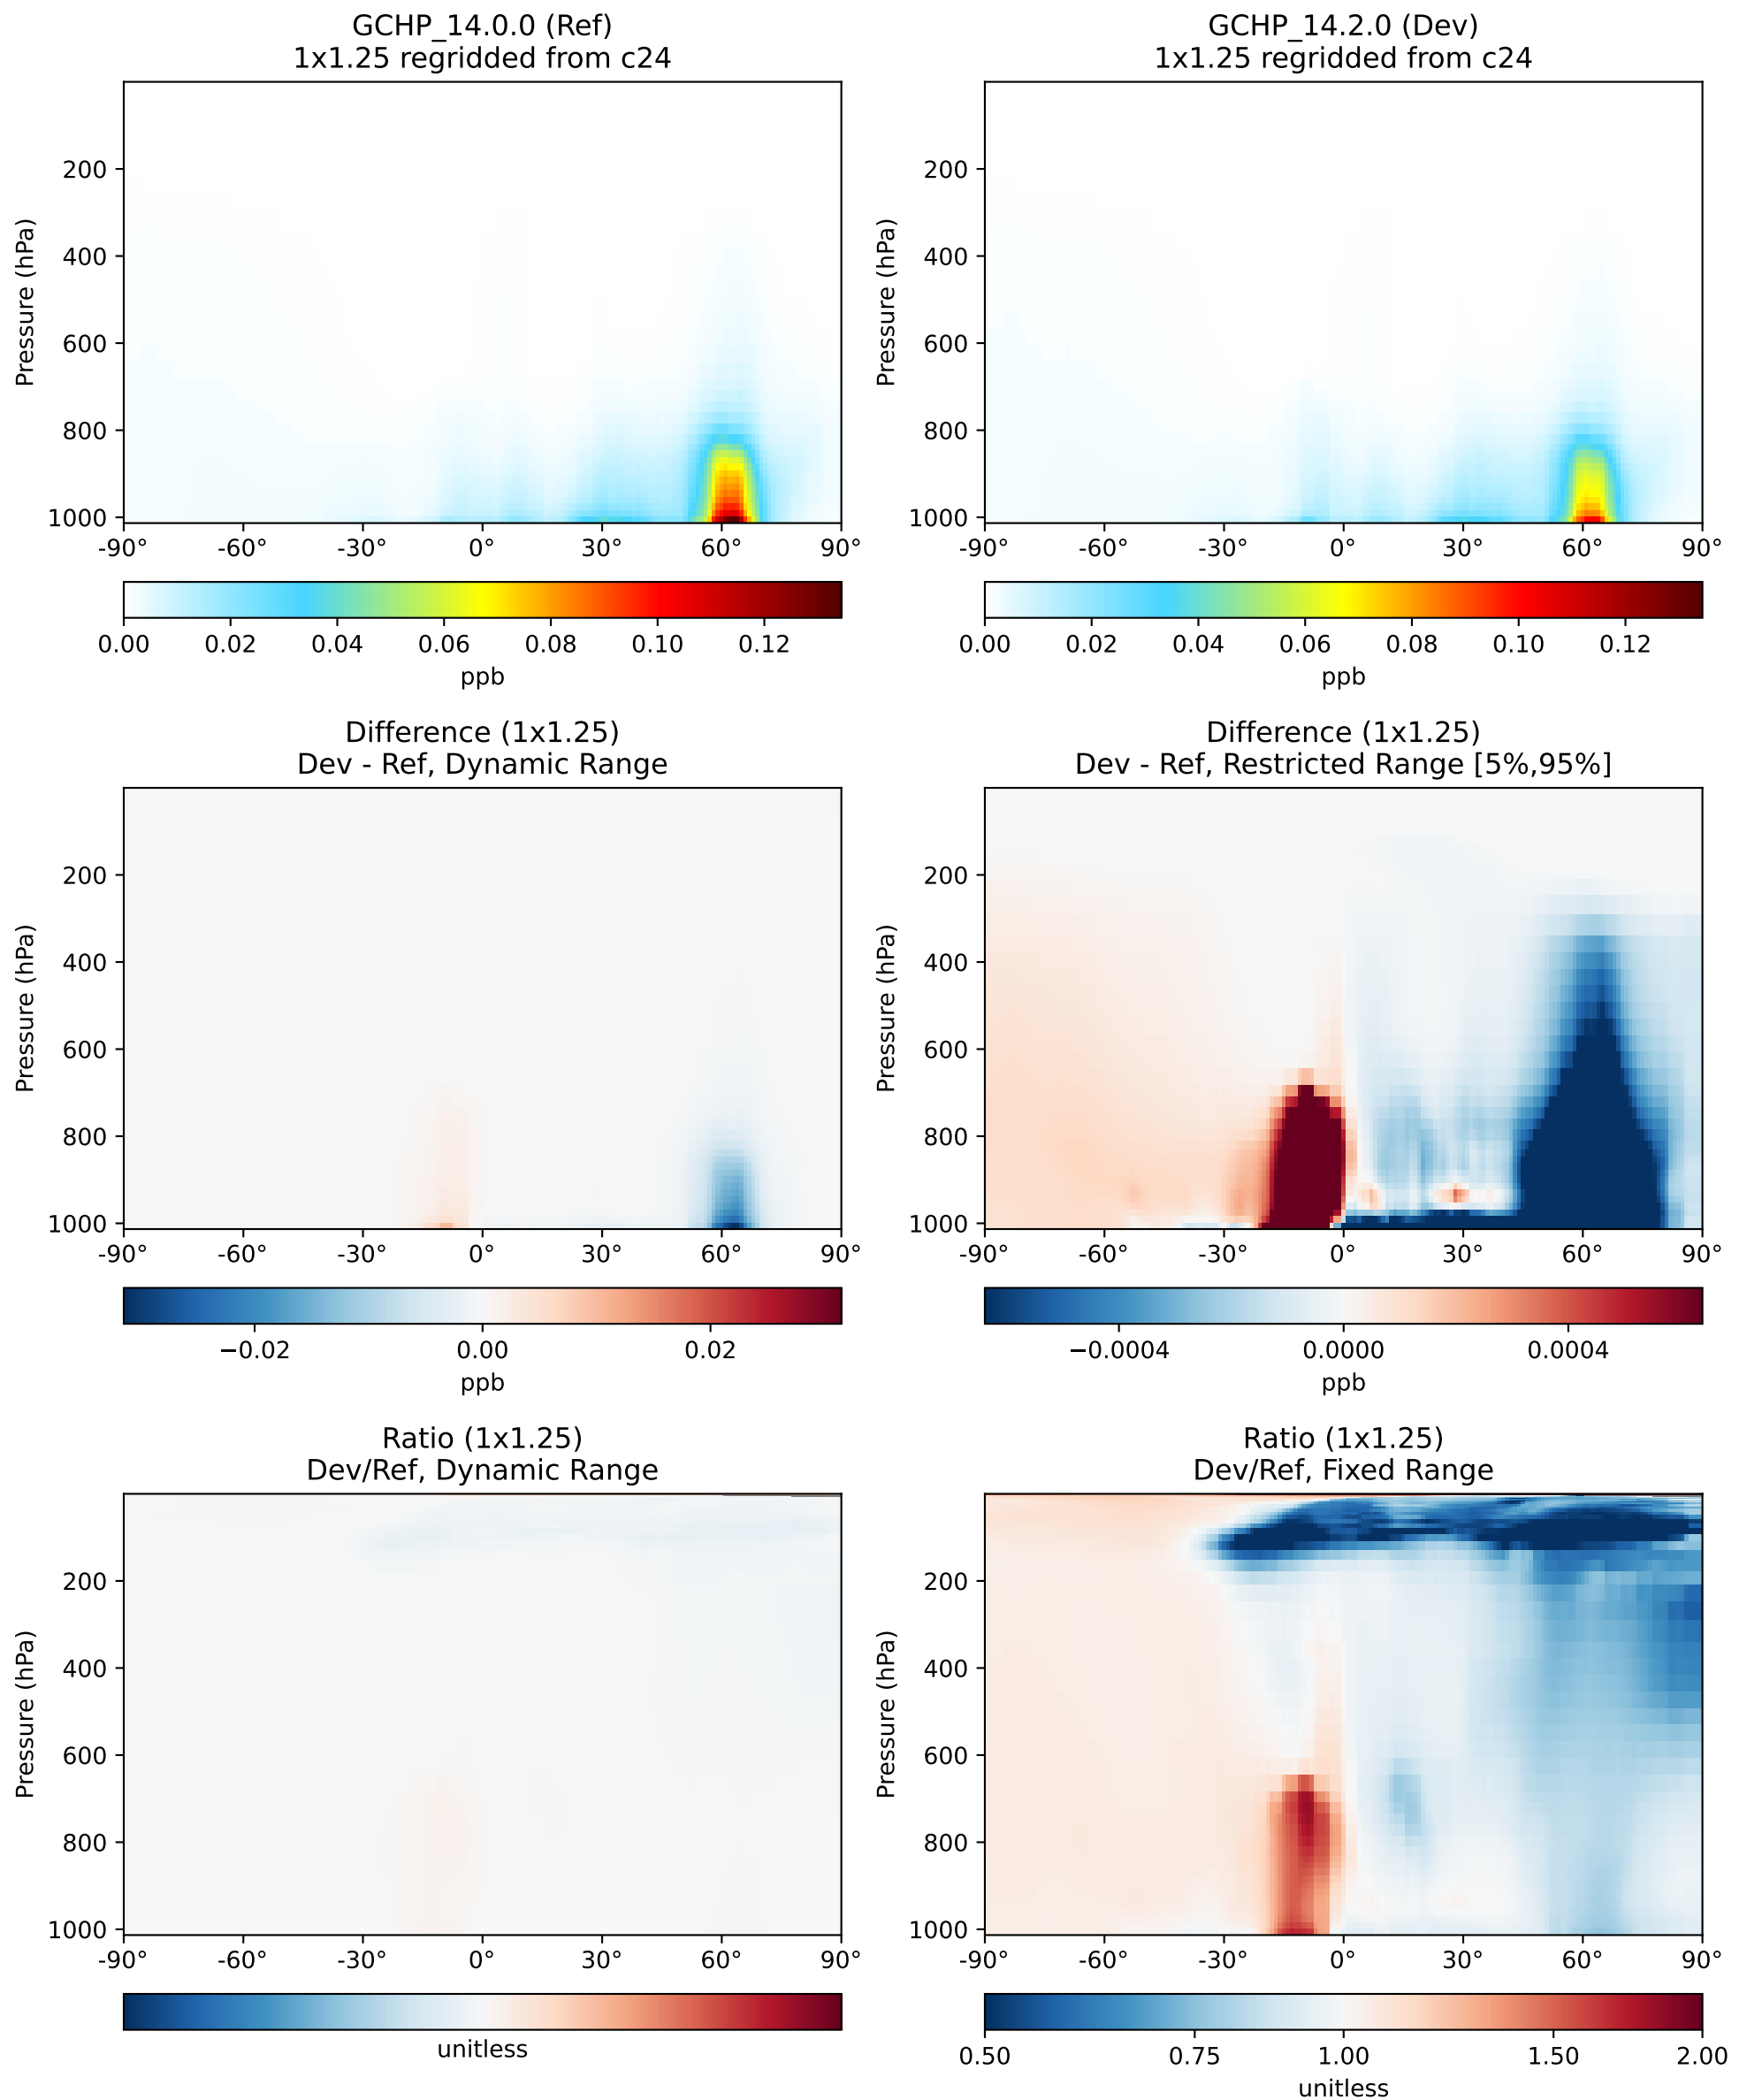 GCHP_14.0.0 (Ref)
1x1.25 regridded from c24
Pressure (hPa)
200
400
600
800
1000
-90° -60° -30° 0° 30° 60° 90°
0.00 0.02 0.04 0.06 0.08 0.10 0.12
ppb
GCHP_14.2.0 (Dev)
1x1.25 regridded from c24
Pressure (hPa)
200
400
600
800
1000
-90° -60° -30° 0° 30° 60° 90°
0.00 0.02 0.04 0.06 0.08 0.10 0.12
ppb
Difference (1x1.25)
Dev - Ref, Dynamic Range
Pressure (hPa)
200
400
600
800
1000
-90° -60° -30° 0° 30° 60° 90°
−0.02 0.00 0.02
ppb
Difference (1x1.25)
Dev - Ref, Restricted Range [5%,95%]
Pressure (hPa)
200
400
600
800
1000
-90° -60° -30° 0° 30° 60° 90°
−0.0004 0.0000 0.0004
ppb
Ratio (1x1.25)
Dev/Ref, Dynamic Range
Pressure (hPa)
200
400
600
800
1000
-90° -60° -30° 0° 30° 60° 90°
unitless
Ratio (1x1.25)
Dev/Ref, Fixed Range
Pressure (hPa)
200
400
600
800
1000
-90° -60° -30° 0° 30° 60° 90°
0.50 0.75 1.00 1.50 2.00
unitless